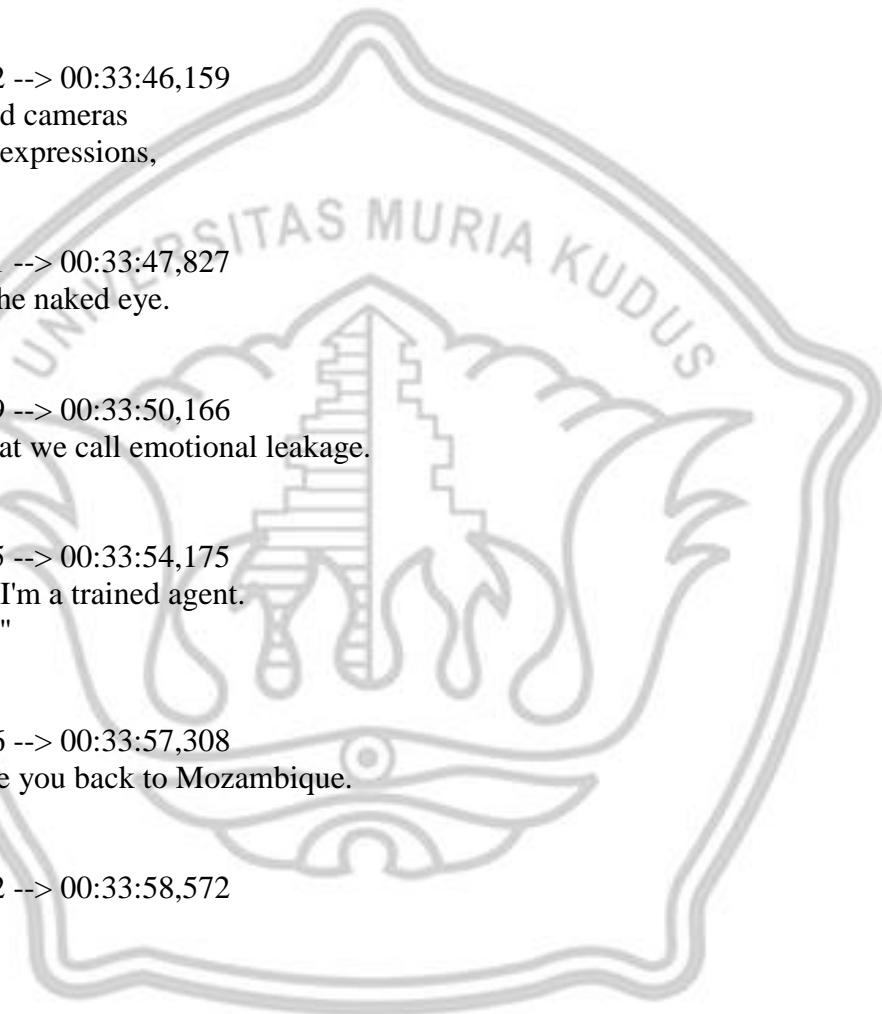 2 --> 00:33:46,159
d cameras
expressions,
UNIVERSITAS MURIA KUDUS
--> 00:33:47,827
he naked eye.
9 --> 00:33:50,166
at we call emotional leakage.
5 --> 00:33:54,175
I'm a trained agent.
"
6 --> 00:33:57,308
e you back to Mozambique.
2 --> 00:33:58,572